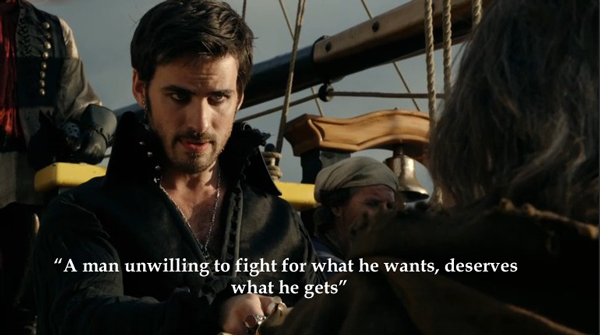 “A man unwilling to fight for what he wants, deserves
what he gets”